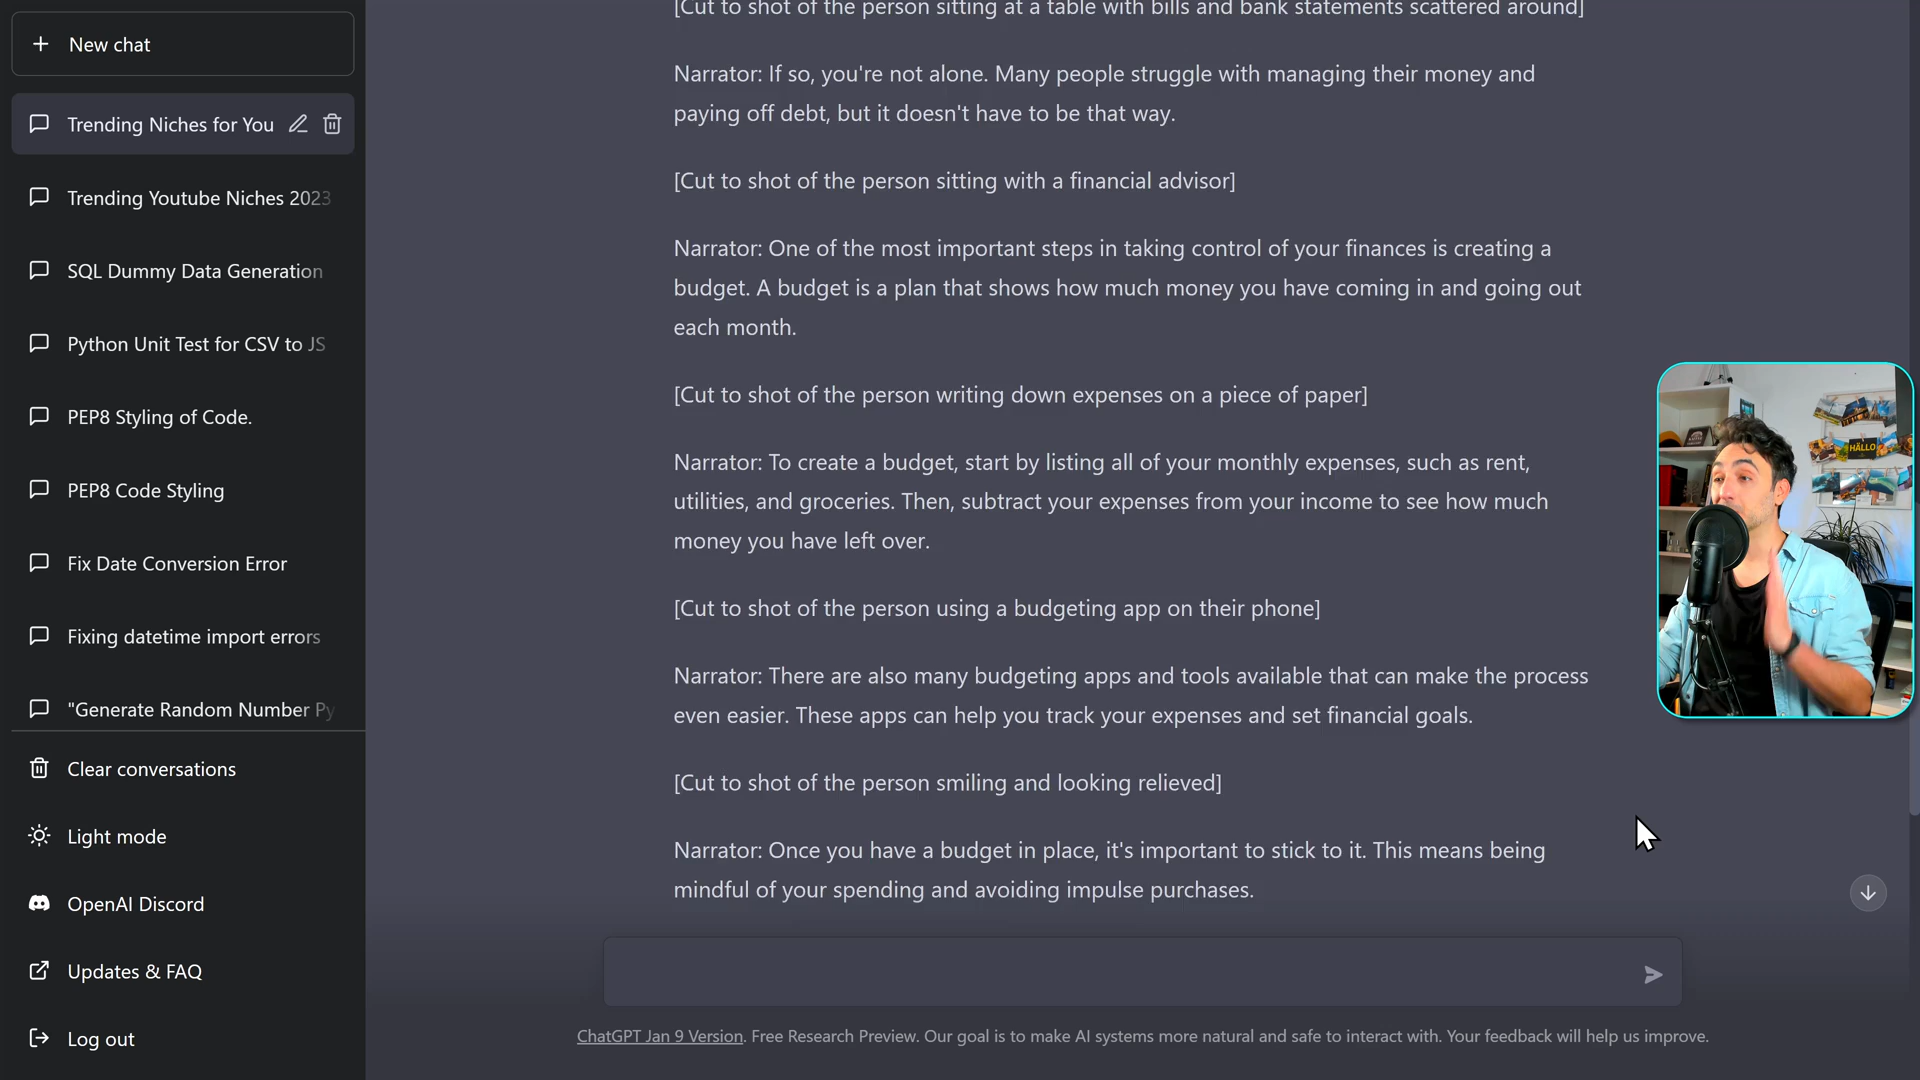 New chat
Trending Niches for You
Trending Youtube Niches 2023
SQL Dummy Data Generation
Python Unit Test for CSV to JS
PEP8 Styling of Code.
PEP8 Code Styling
Fix Date Conversion Error
Fixing datetime import errors
"Generate Random Number Py
Clear conversations
Light mode
OpenAI Discord
Updates & FAQ
Log out
[Cut to shot of the person sitting at a table with bills and bank statements scattered around]
Narrator: If so, you're not alone. Many people struggle with managing their money and
paying off debt, but it doesn't have to be that way.
[Cut to shot of the person sitting with a financial advisor]
Narrator: One of the most important steps in taking control of your finances is creating a
budget. A budget is a plan that shows how much money you have coming in and going out
each month.
[Cut to shot of the person writing down expenses on a piece of paper]
Narrator: To create a budget, start by listing all of your monthly expenses, such as rent,
utilities, and groceries. Then, subtract your expenses from your income to see how much
money you have left over.
[Cut to shot of the person using a budgeting app on their phone]
Narrator: There are also many budgeting apps and tools available that can make the process
even easier. These apps can help you track your expenses and set financial goals.
[Cut to shot of the person smiling and looking relieved]
Narrator: Once you have a budget in place, it's important to stick to it. This means being
mindful of your spending and avoiding impulse purchases.
HÄLLO
ChatGPT Jan 9 Version. Free Research Preview. Our goal is to make AI systems more natural and safe to interact with. Your feedback will help us improve.